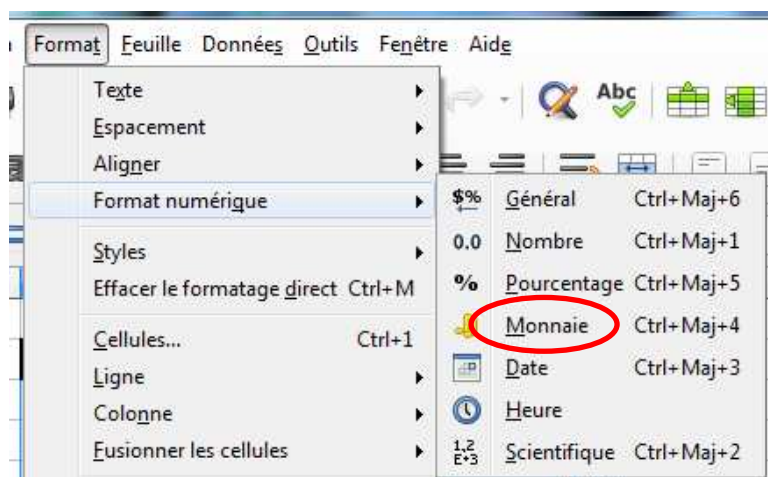 Format Feuille Données Outils Fenêtre Aide
Texte
Abc
Espacement
Aligner
Format numérique
$% Général Ctrl+Maj+6
0.0 Nombre Ctrl+Maj+1
Styles
% Pourcentage Ctrl+Maj+5
Effacer le formatage direct Ctrl+M
Monnaie Ctrl+Maj+4
Cellules... Ctrl+1
Date Ctrl+Maj+3
Ligne
Heure
Colonne
Fusionner les cellules
1,2 E+3 Scientifique Ctrl+Maj+2